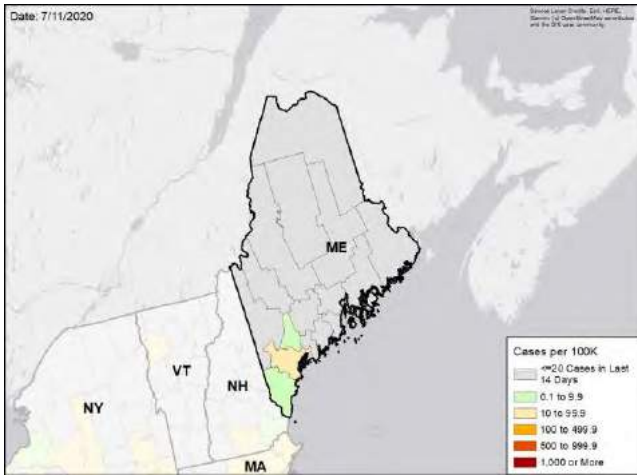 Date: 7/11/2020
ME
VT
NH
NY
MA
Cases per 100K
<=20 Cases in Last
14 Days
0.1 to 9.9
10 to 99.9
100 to 499.9
500 to 999.9
1,000 or More